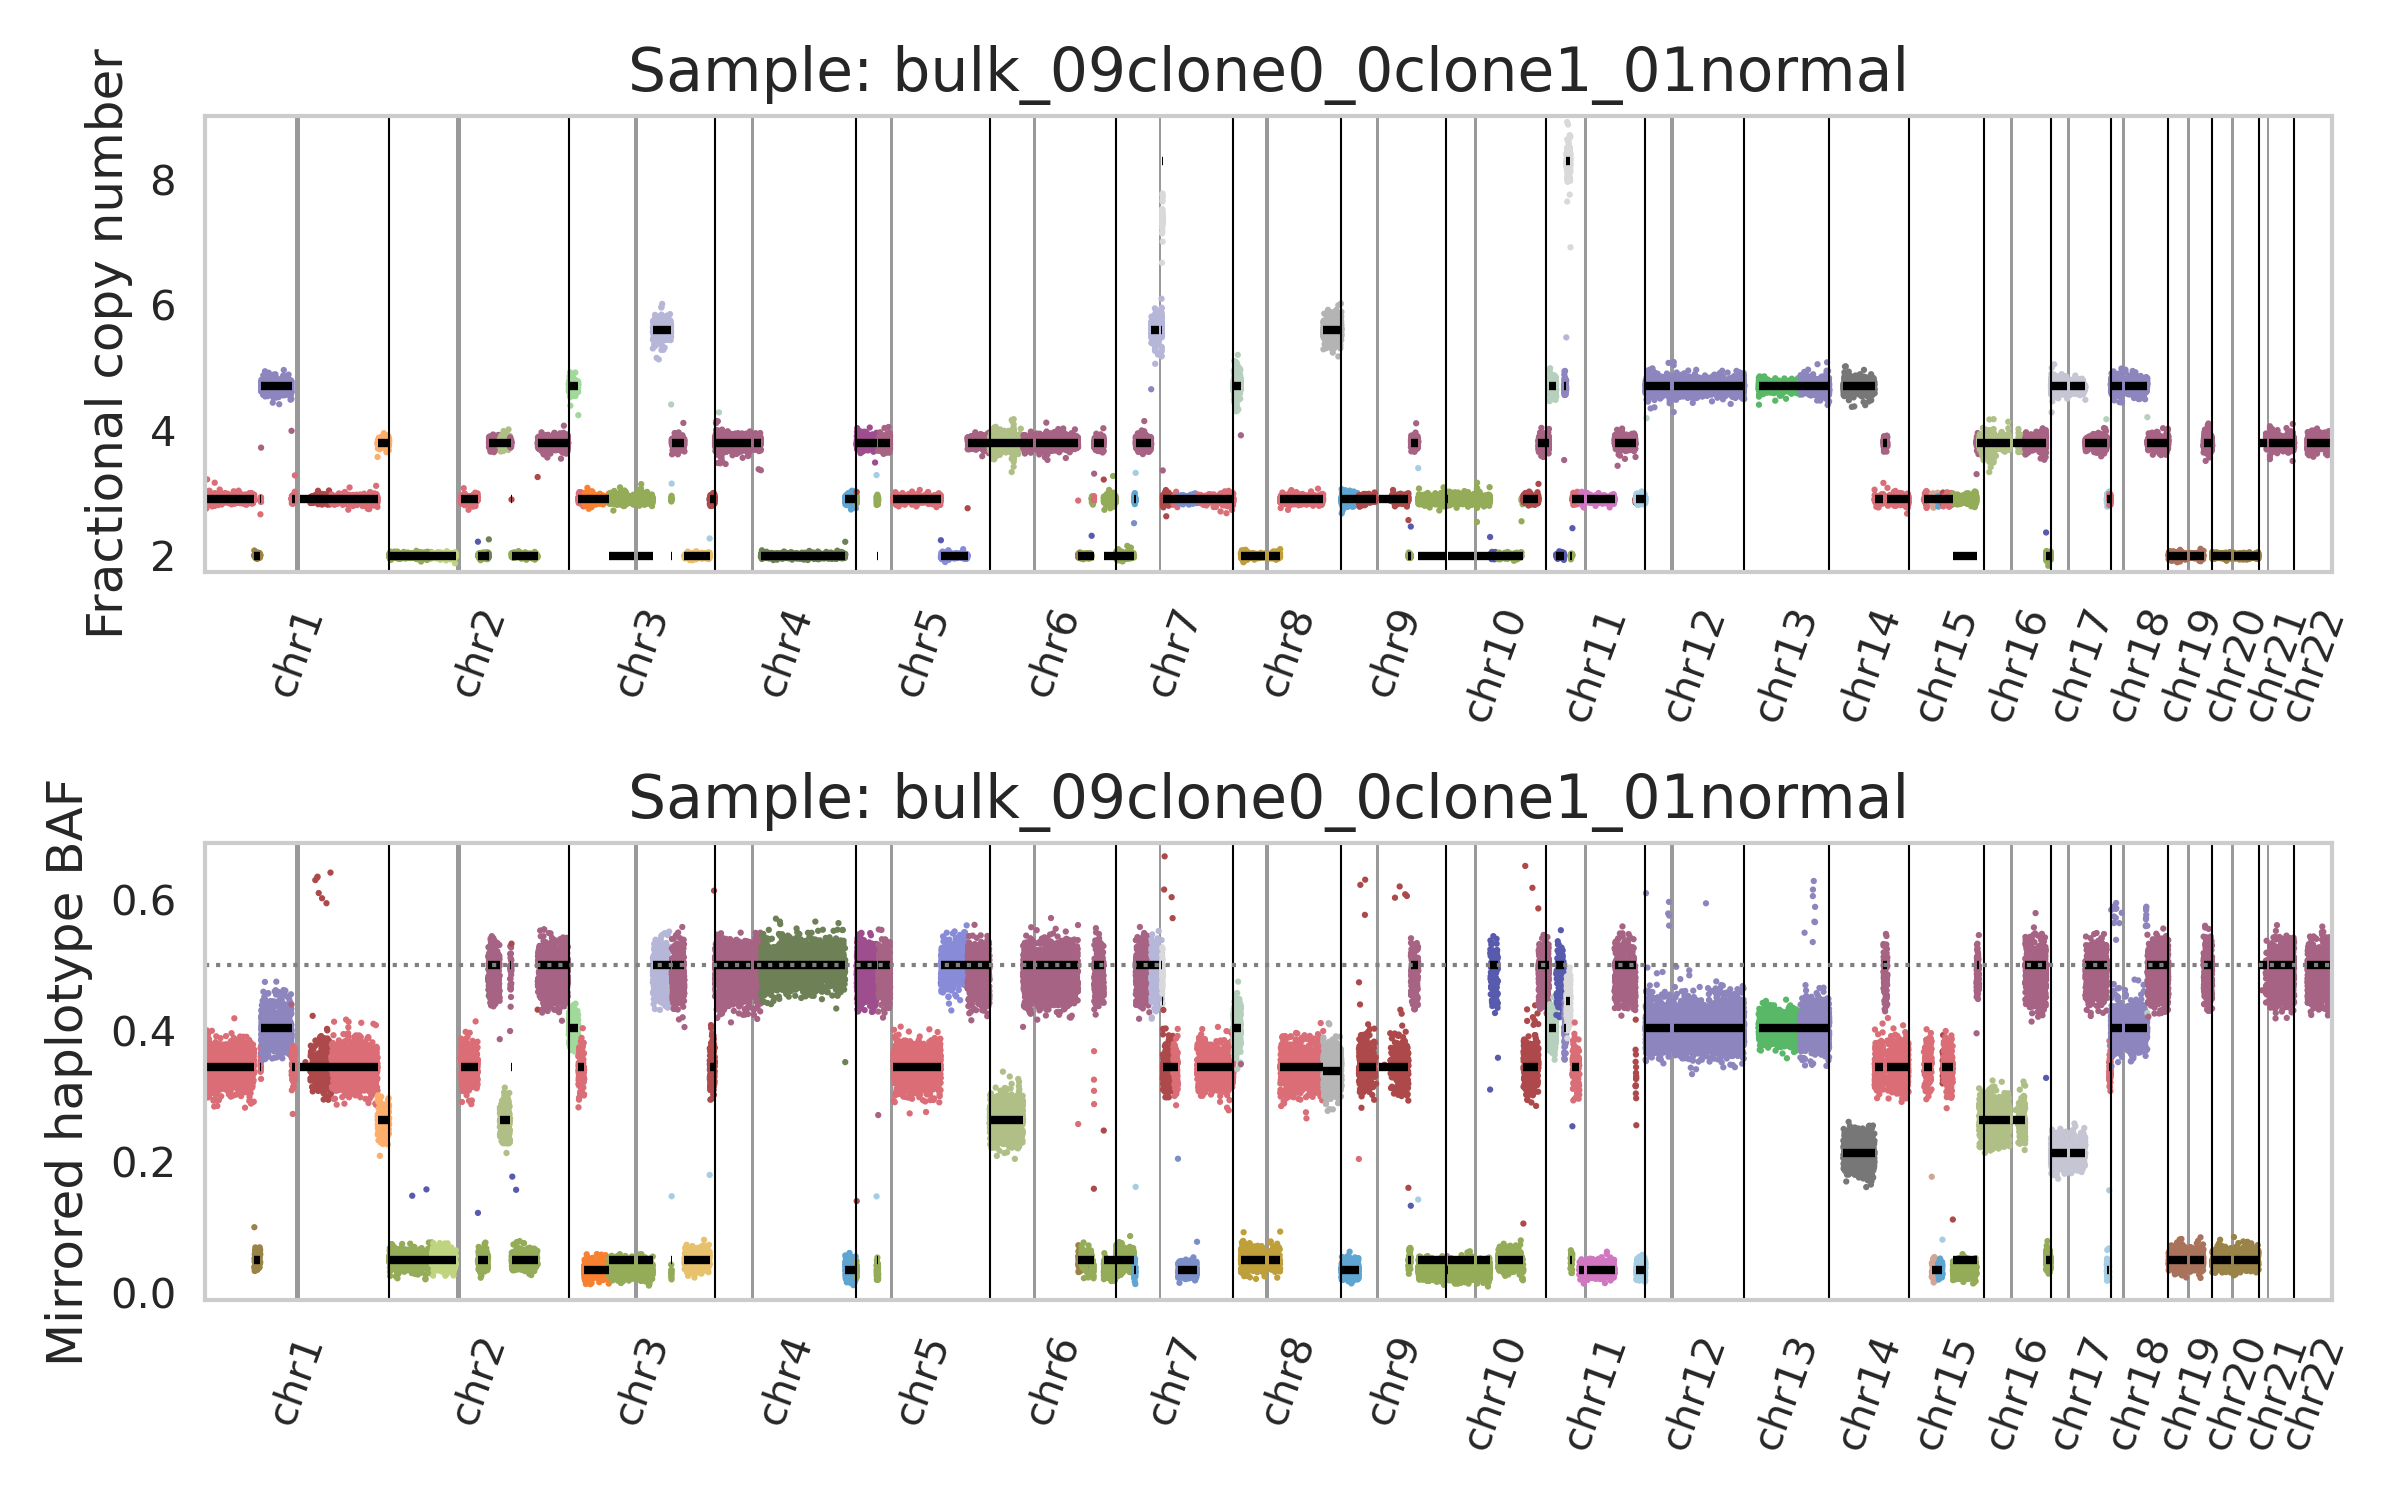 Sample: bulk_09clone0_0clone1_01normal
Fractional copy number
8
6
4
2
chr1
chr2
chr3
chr4
chr5
chr6
chr7
chr8
chr9
chr10
chr11
chr12
chr13
chr14
chr15
chr16
chr17
chr18
chr19
chr20
chr21
chr22
Sample: bulk_09clone0_0clone1_01normal
Mirrored haplotype BAF
0.6
0.4
0.2
0.0
chr1
chr2
chr3
chr4
chr5
chr6
chr7
chr8
chr9
chr10
chr11
chr12
chr13
chr14
chr15
chr16
chr17
chr18
chr19
chr20
chr21
chr22